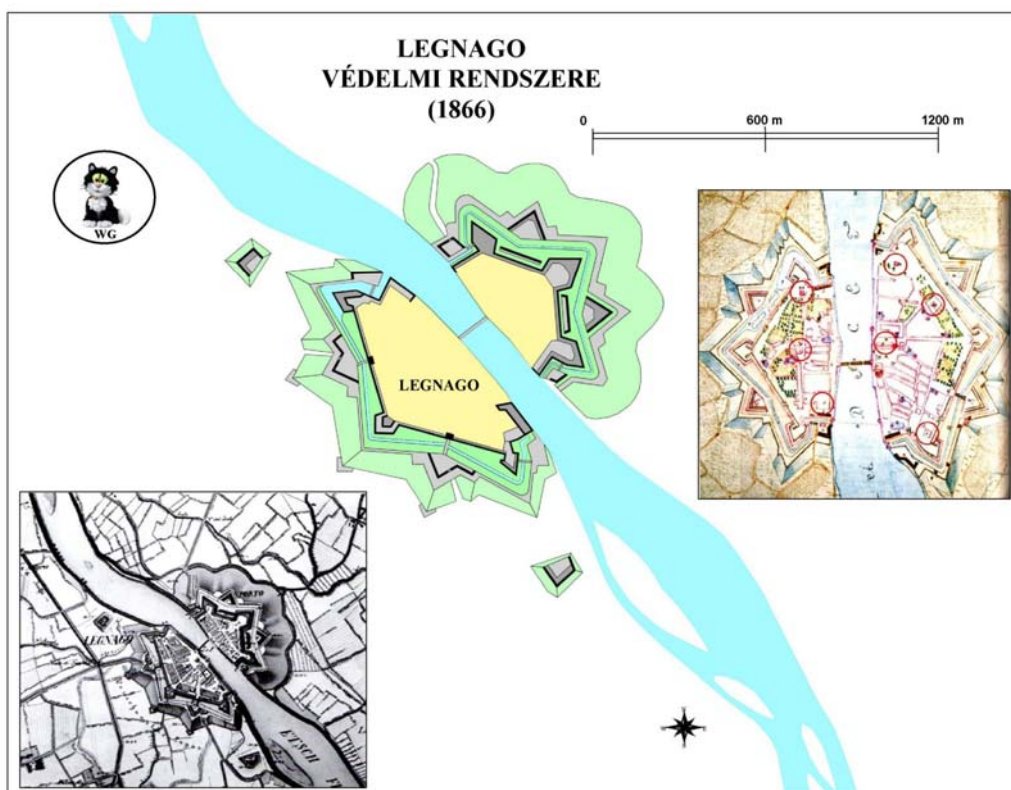 LEGNAGO
VÉDELMI RENDSZERE
(1866)
0
600 m
1200 m
WG
LEGNAGO
PORTO
LEGNAGO
ETSCH